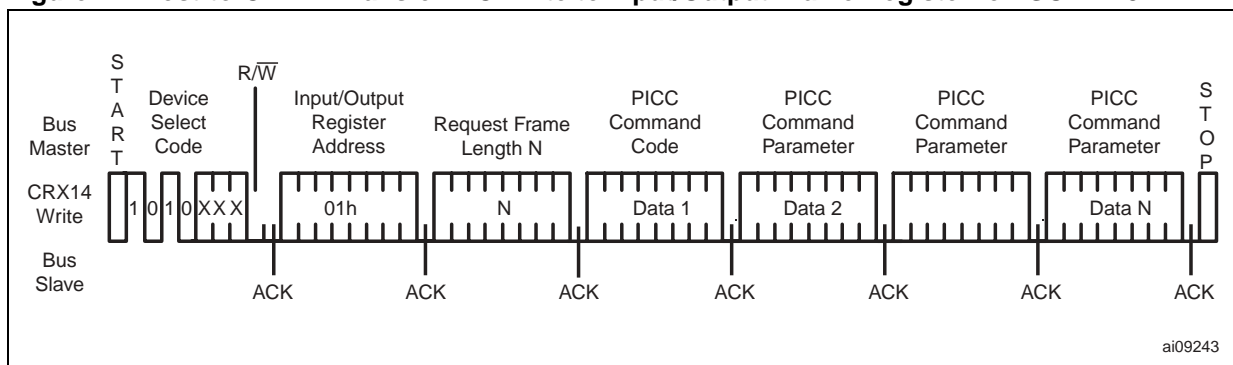 START
Device
Select
Code
R/W
Input/Output
Register
Address
Request Frame
Length N
PICC
Command
Code
PICC
Command
Parameter
PICC
Command
Parameter
PICC
Command
Parameter
STOP
Bus
Master
CRX14
Write
1 0 1 0 X X X
01h
N
Data 1
Data 2
Data N
Bus
Slave
ACK
ACK
ACK
ACK
ACK
ACK
ACK
ai09243